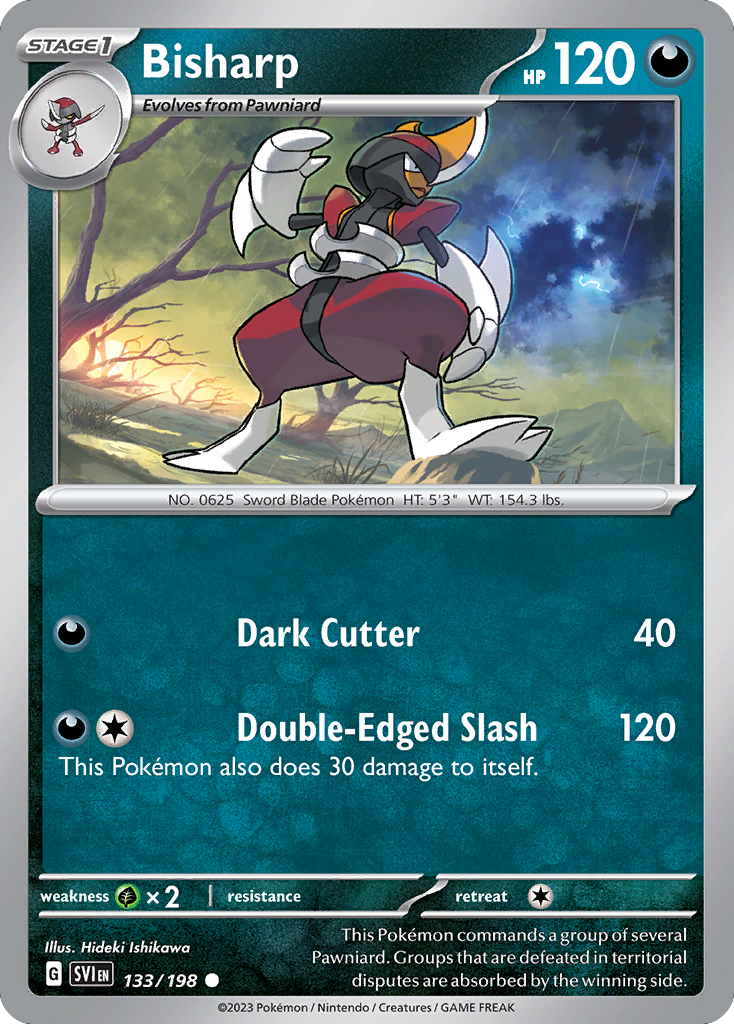 STAGE1
Bisharp
HP 120
Evolves from Pawniard
NO. 0625 Sword Blade Pokémon HT: 5'3" WT: 154.3 lbs.
Dark Cutter 40
Double-Edged Slash 120
This Pokémon also does 30 damage to itself.
weakness ×2 resistance retreat
Illus. Hideki Ishikawa
This Pokémon commands a group of several
Pawniard. Groups that are defeated in territorial
disputes are absorbed by the winning side.
G SVI EN 133/198
©2023 Pokémon / Nintendo / Creatures / GAME FREAK